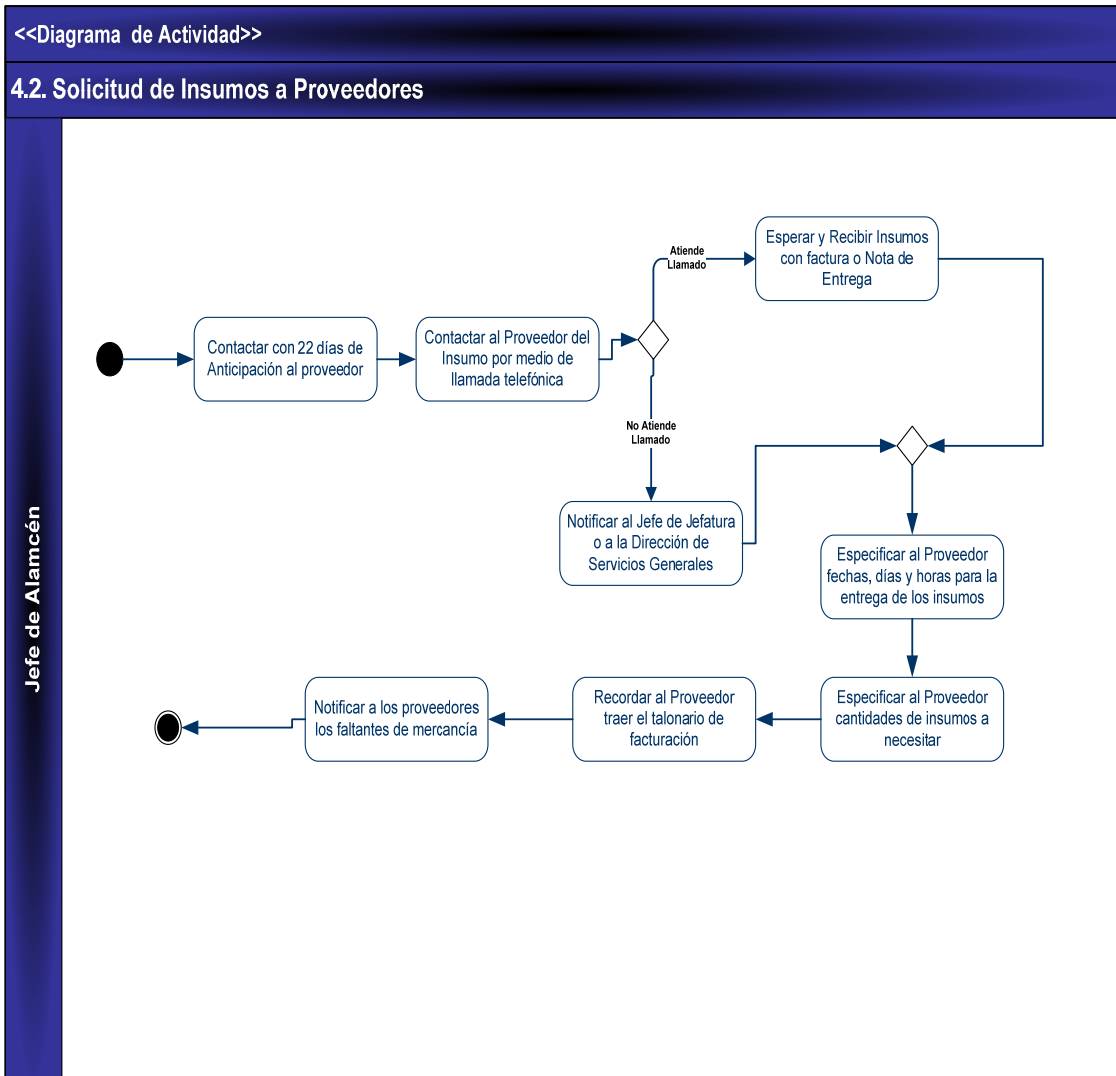 <<Diagrama de Actividad>>
4.2. Solicitud de Insumos a Proveedores
Jefe de Alamcén
Contactar con 22 días de
Anticipación al proveedor
Contactar al Proveedor del
Insumo por medio de
llamada telefónica
Atiende
Llamado
Esperar y Recibir Insumos
con factura o Nota de
Entrega
No Atiende
Llamado
Notificar al Jefe de Jefatura
o a la Dirección de
Servicios Generales
Especificar al Proveedor
fechas, días y horas para la
entrega de los insumos
Especificar al Proveedor
cantidades de insumos a
necesitar
Recordar al Proveedor
traer el talonario de
facturación
Notificar a los proveedores
los faltantes de mercancía